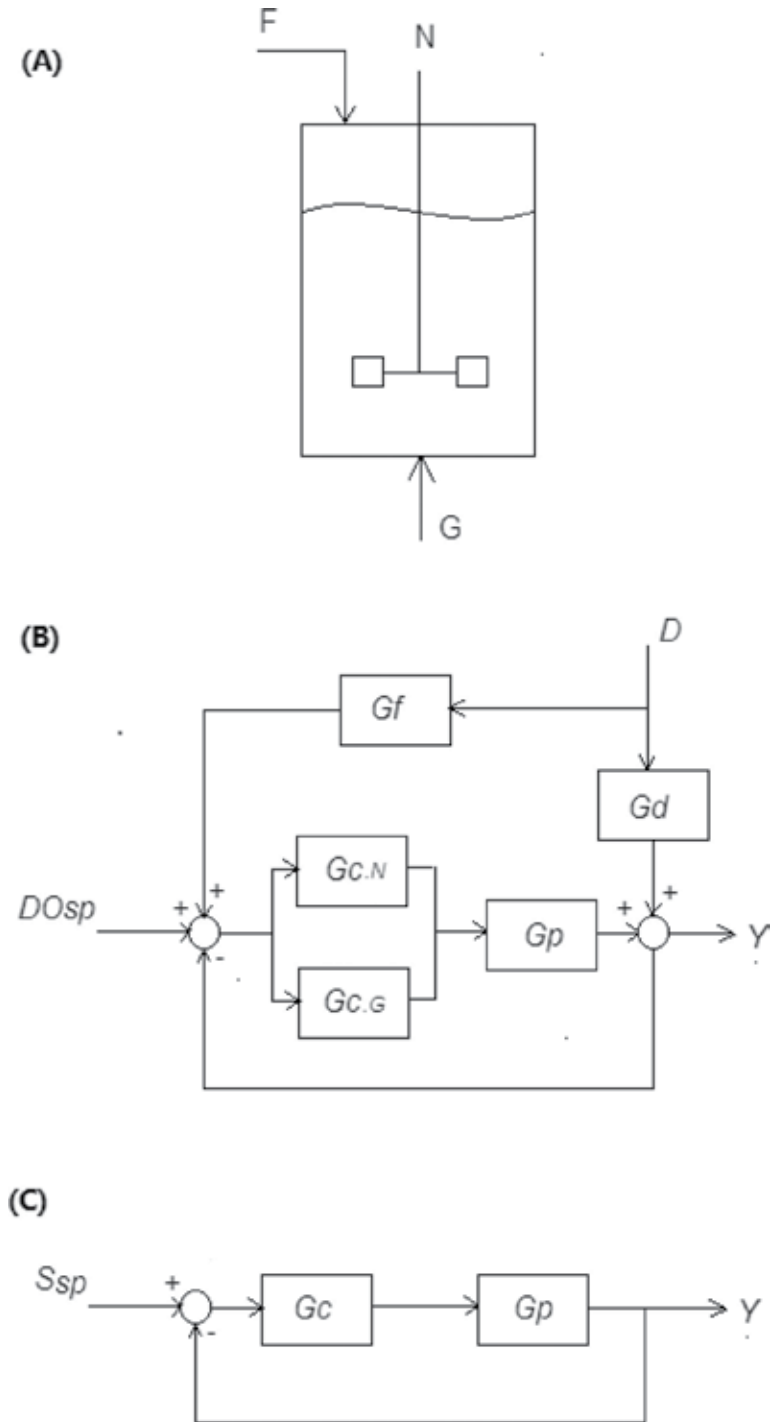 (A)
F
N
G
(B)
D
Gf
Gd
Gc.N
+
+
DOsp
-
Gp
+
+
Y
Gc.G
(C)
Ssp
+
-
Gc
Gp
Y